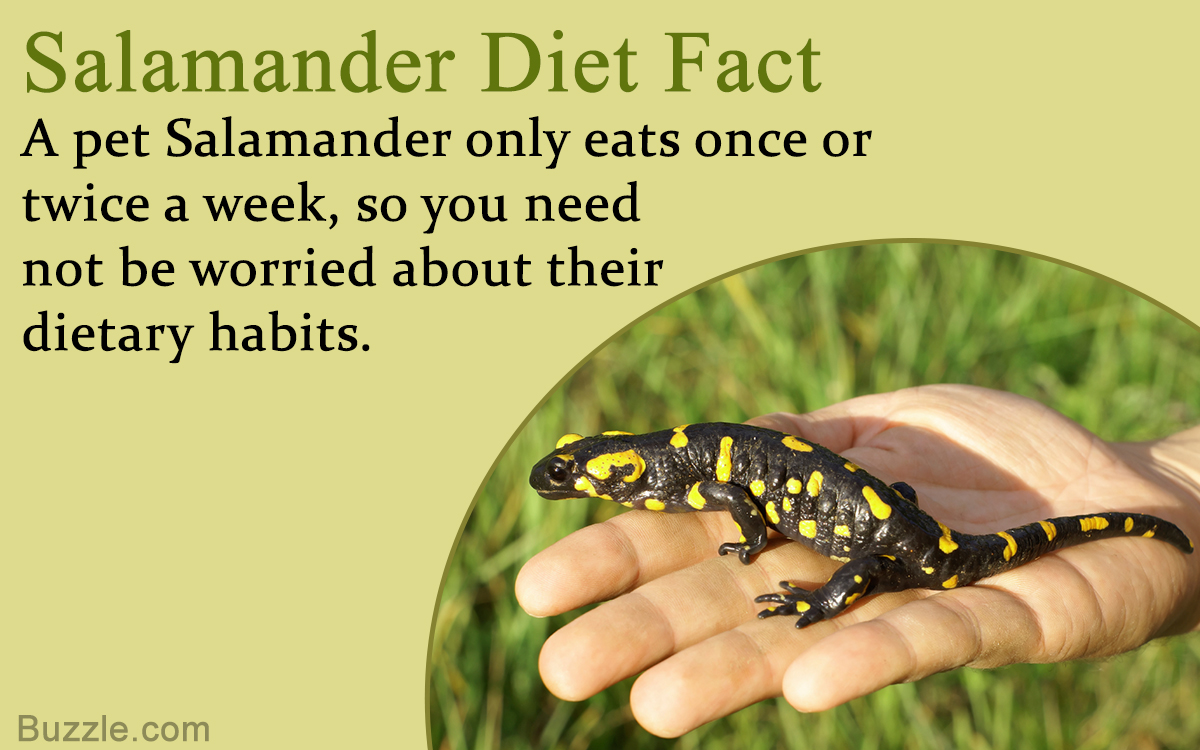 Salamander Diet Fact
A pet Salamander only eats once or
twice a week, so you need
not be worried about their
dietary habits.
Buzzle.com